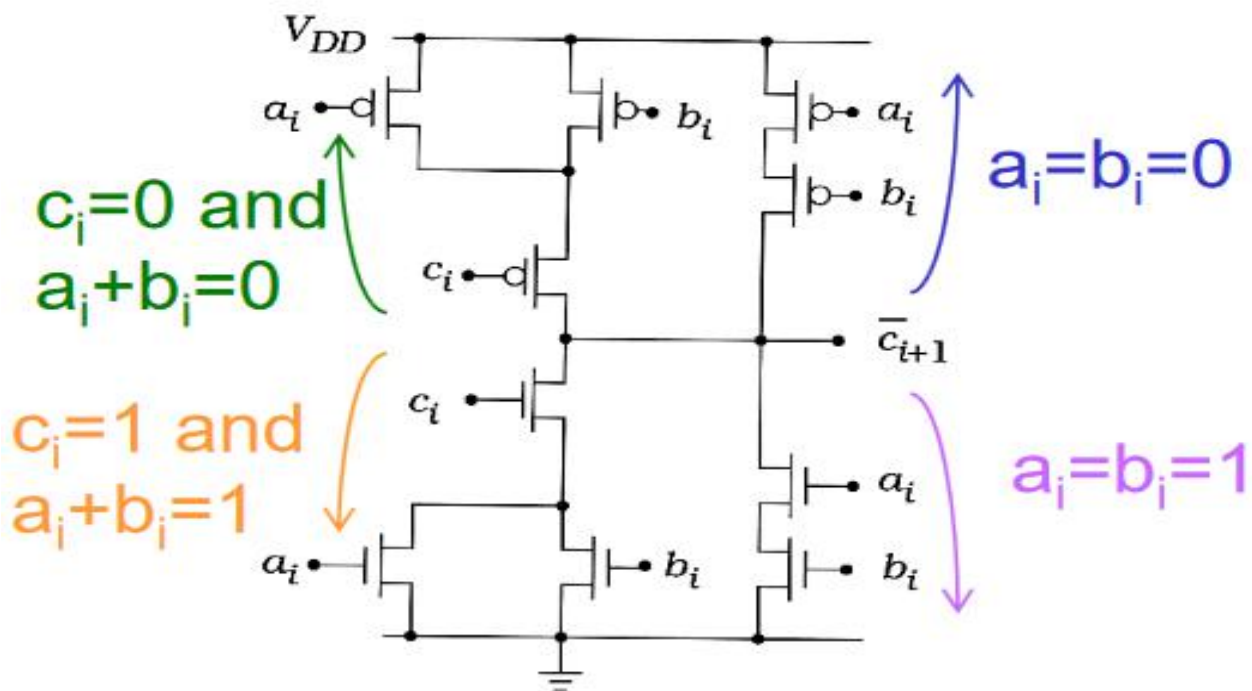 V_DD
a_i
b_i
a_i
a_i=b_i=0
b_i
c_i=0 and
a_i+b_i=0
c_i
c̅_{i+1}
c_i
c_i=1 and
a_i+b_i=1
a_i
a_i=b_i=1
a_i
b_i
b_i